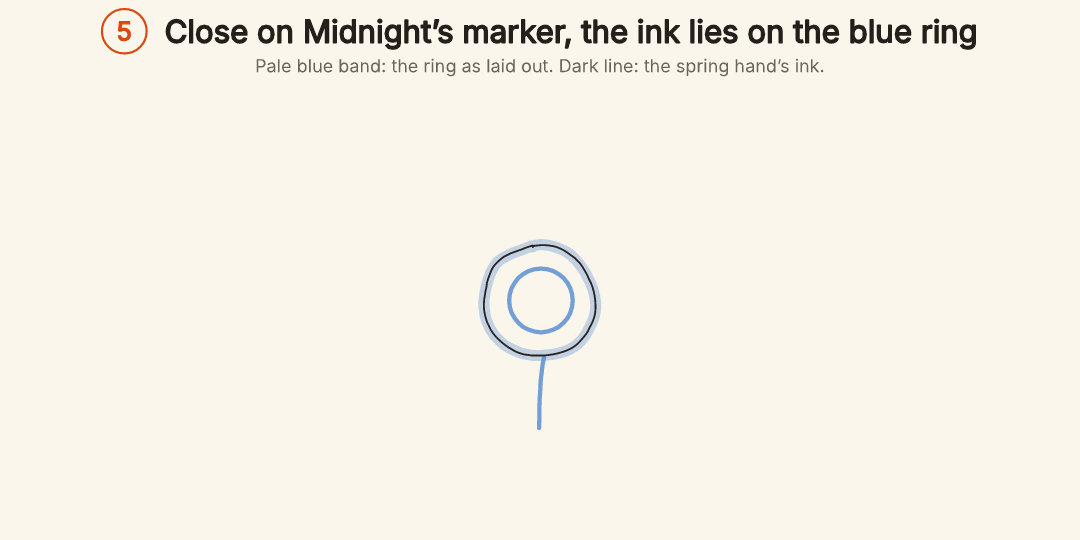 5 Close on Midnight’s marker, the ink lies on the blue ring
Pale blue band: the ring as laid out. Dark line: the spring hand’s ink.